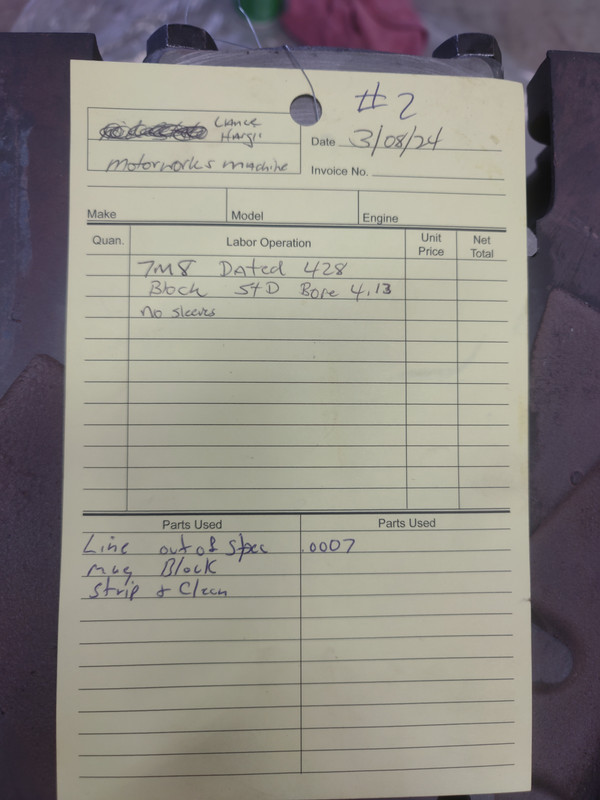 #2
Lance
Hargi
motorworks machine
Date 3/08/24
Invoice No.
Make Model Engine
Quan. Labor Operation Unit Price Net Total
7M8 Dated 428
Block StD Bore 4.13
No sleeves
Parts Used Parts Used
Line out of spec .0007
mag Block
Strip & Clean